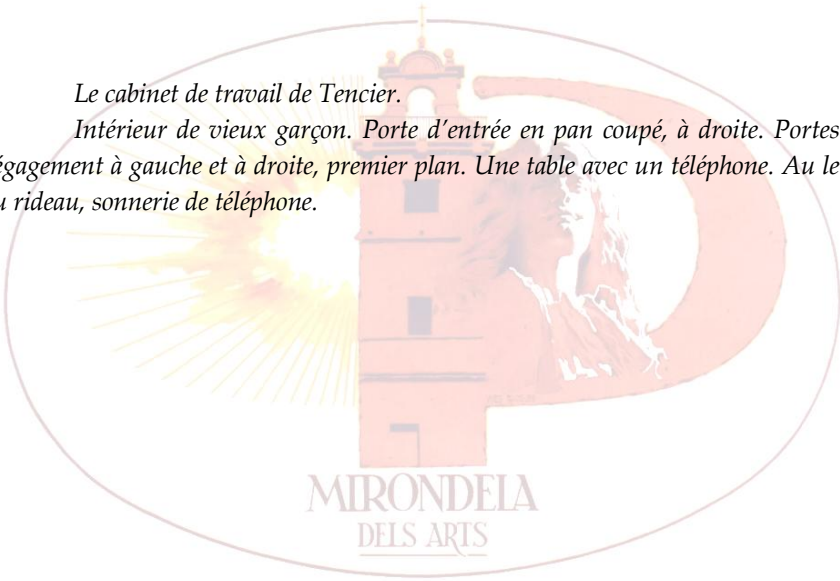 Le cabinet de travail de Tencier.
Intérieur de vieux garçon. Porte d'entrée en pan coupé, à droite. Portes
égagement à gauche et à droite, premier plan. Une table avec un téléphone. Au le
u rideau, sonnerie de téléphone.
MIRONDELA
DELS ARTS